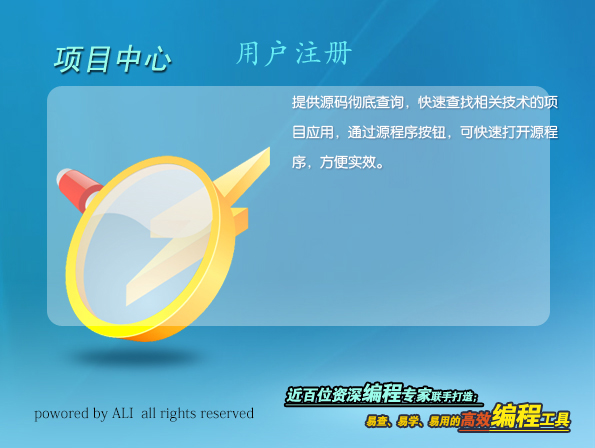 项目中心
用户注册
提供源码彻底查询，快速查找相关技术的项
目应用，通过源程序按钮，可快速打开源程
序，方便实效。
近百位资深编程专家联手打造；
易查、易学、易用的高效编程工具
powored by ALI all rights reserved